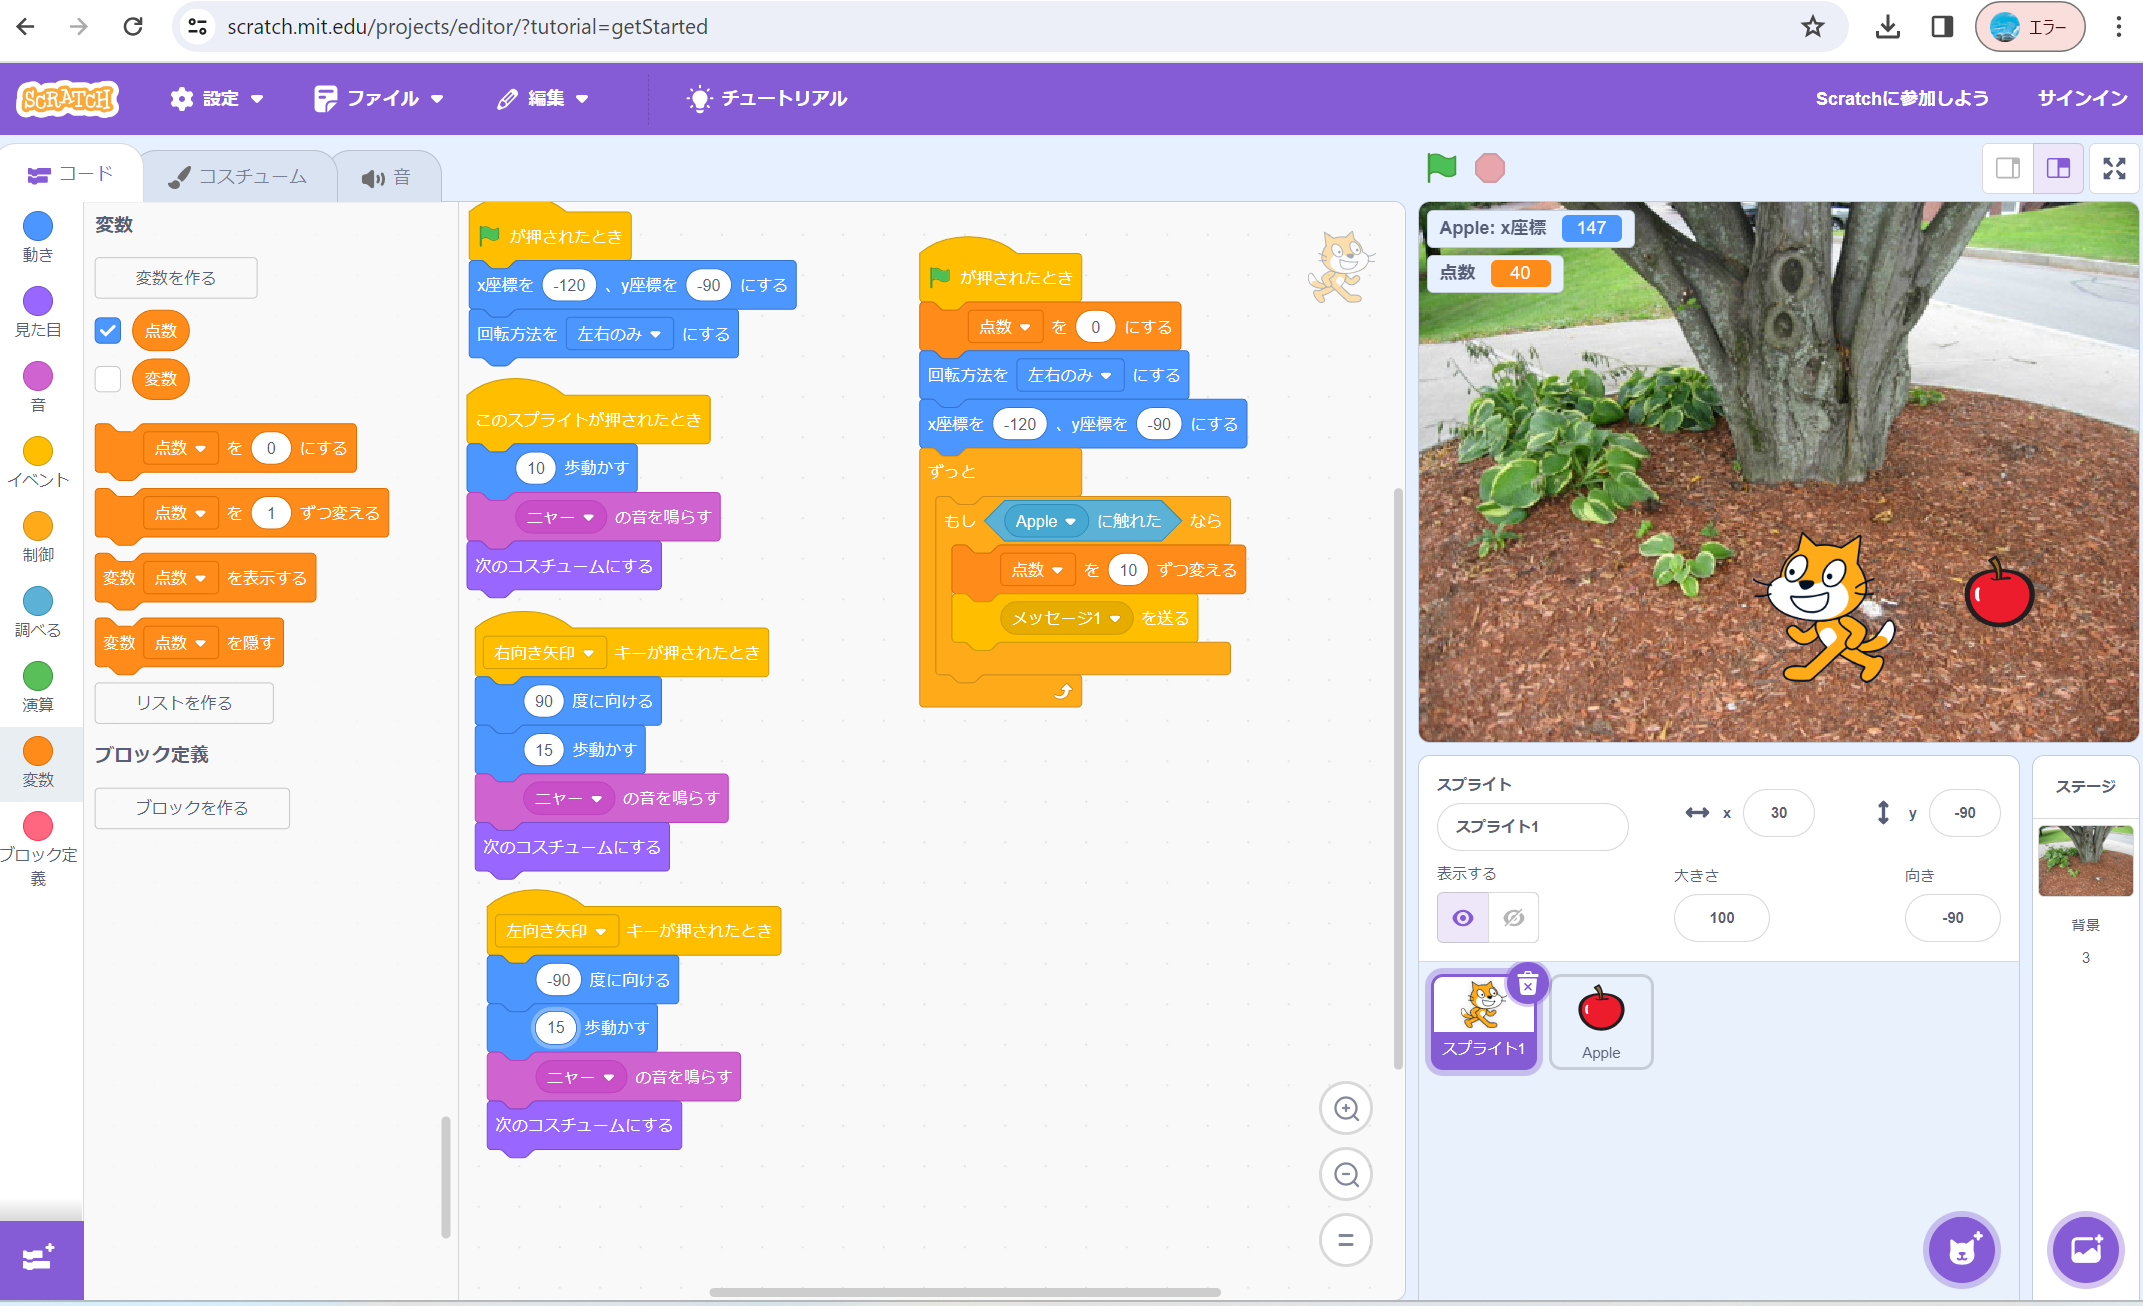 scratch.mit.edu/projects/editor/?tutorial=getStarted
エラー
SCRATCH
設定
ファイル
編集
チュートリアル
Scratchに参加しよう
サインイン
コード
コスチューム
音
動き
見た目
音
イベント
制御
調べる
演算
変数
ブロック定
義
変数
変数を作る
点数
変数
点数 を 0 にする
点数 を 1 ずつ変える
変数 点数 を表示する
変数 点数 を隠す
リストを作る
ブロック定義
ブロックを作る
が押されたとき
x座標を -120 、y座標を -90 にする
回転方法を 左右のみ にする
このスプライトが押されたとき
10 歩動かす
ニャー の音を鳴らす
次のコスチュームにする
右向き矢印 キーが押されたとき
90 度に向ける
15 歩動かす
ニャー の音を鳴らす
次のコスチュームにする
左向き矢印 キーが押されたとき
-90 度に向ける
15 歩動かす
ニャー の音を鳴らす
次のコスチュームにする
が押されたとき
点数 を 0 にする
回転方法を 左右のみ にする
x座標を -120 、y座標を -90 にする
ずっと
もし Apple に触れた なら
点数 を 10 ずつ変える
メッセージ1 を送る
Apple: x座標 147
点数 40
スプライト
スプライト1
x 30
y -90
表示する
大きさ
100
向き
-90
スプライト1
Apple
ステージ
背景
3